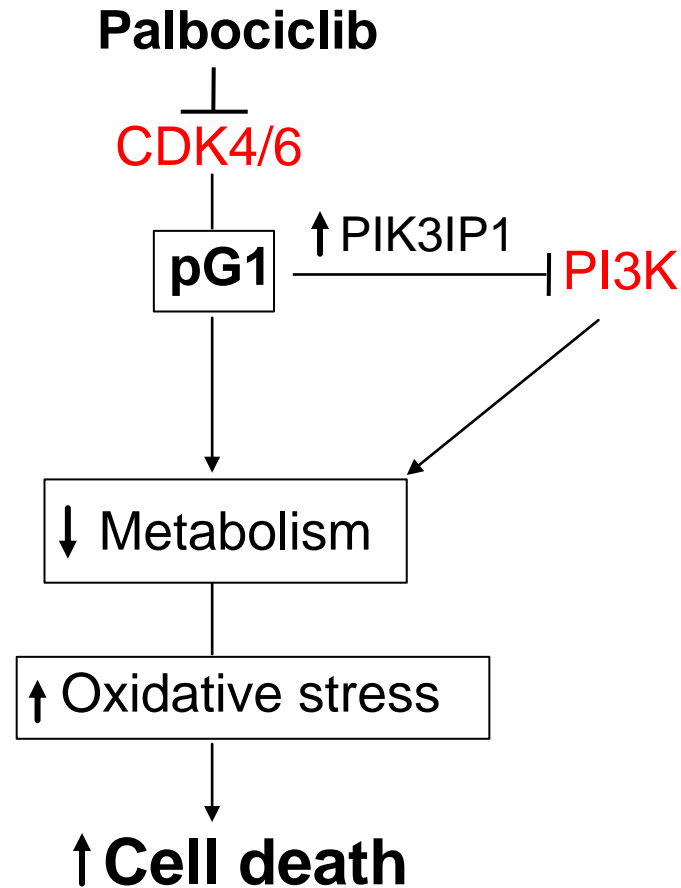 Palbociclib
CDK4/6
↑ PIK3IP1
pG1
PI3K
↓ Metabolism
↑ Oxidative stress
↑ Cell death